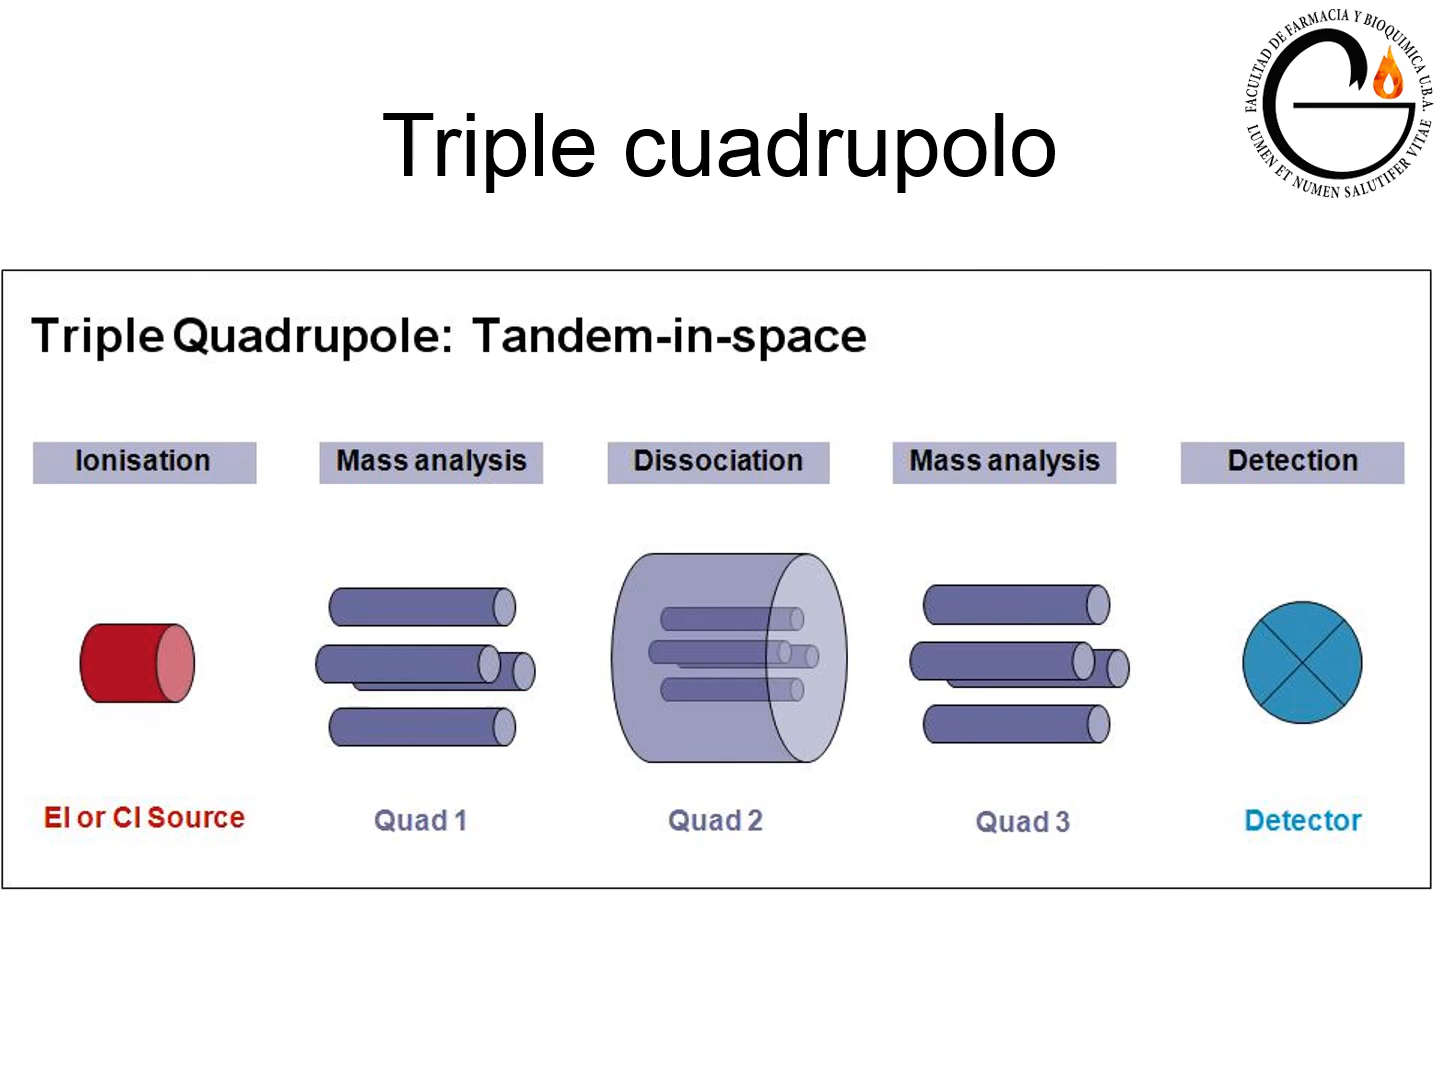 FACULTAD DE FARMACIA Y BIOQUIMICA U.B.A.
LUMEN ET NUMEN SALUTIFER VITAE
Triple cuadrupolo
Triple Quadrupole: Tandem-in-space
Ionisation Mass analysis Dissociation Mass analysis Detection
EI or CI Source Quad 1 Quad 2 Quad 3 Detector